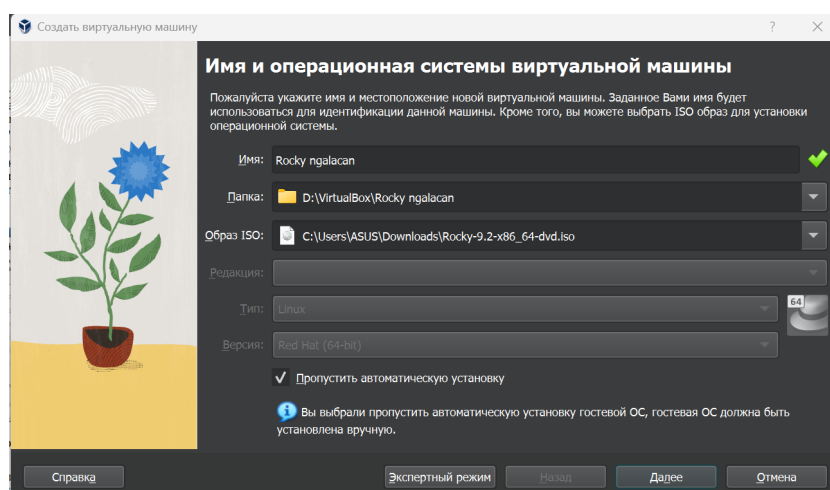 Создать виртуальную машину
? ×
Имя и операционная системы виртуальной машины
Пожалуйста укажите имя и местоположение новой виртуальной машины. Заданное Вами имя будет
использоваться для идентификации данной машины. Кроме того, вы можете выбрать ISO образ для установки
операционной системы.
Имя: Rocky ngalacan
Папка: D:\VirtualBox\Rocky ngalacan
Образ ISO: C:\Users\ASUS\Downloads\Rocky-9.2-x86_64-dvd.iso
Редакция:
Тип: Linux
64
Версия: Red Hat (64-bit)
Пропустить автоматическую установку
Вы выбрали пропустить автоматическую установку гостевой ОС, гостевая ОС должна быть
установлена вручную.
Справка Экспертный режим Назад Далее Отмена